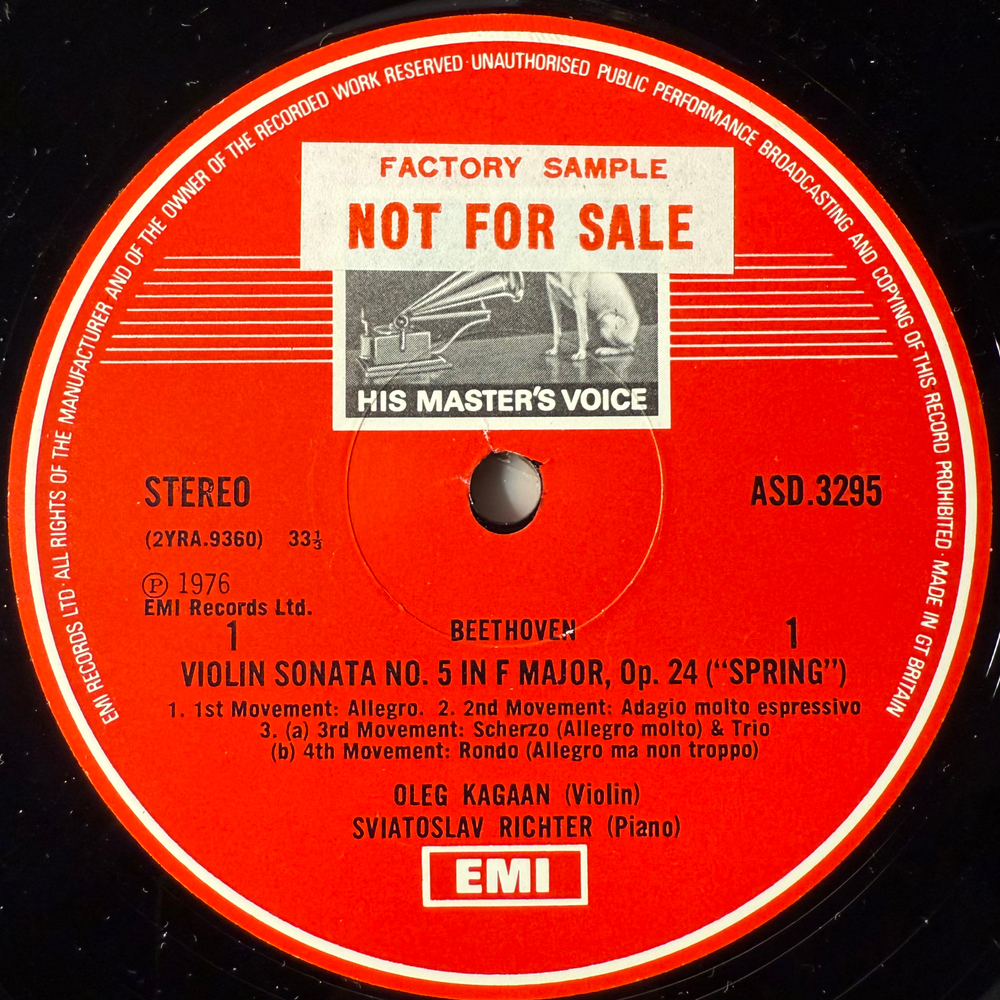 EMI RECORDS LTD · ALL RIGHTS OF THE MANUFACTURER AND OF THE OWNER OF THE RECORDED WORK RESERVED · UNAUTHORISED PUBLIC PERFORMANCE BROADCASTING AND COPYING OF THIS RECORD PROHIBITED · MADE IN GT BRITAIN
FACTORY SAMPLE
NOT FOR SALE
HIS MASTER'S VOICE
STEREO ASD.3295
(2YRA.9360) 33⅓
Ⓟ 1976
EMI Records Ltd.
1 BEETHOVEN 1
VIOLIN SONATA NO. 5 IN F MAJOR, Op. 24 (“SPRING”)
1. 1st Movement: Allegro. 2. 2nd Movement: Adagio molto espressivo
3. (a) 3rd Movement: Scherzo (Allegro molto) & Trio
(b) 4th Movement: Rondo (Allegro ma non troppo)
OLEG KAGAAN (Violin)
SVIATOSLAV RICHTER (Piano)
EMI